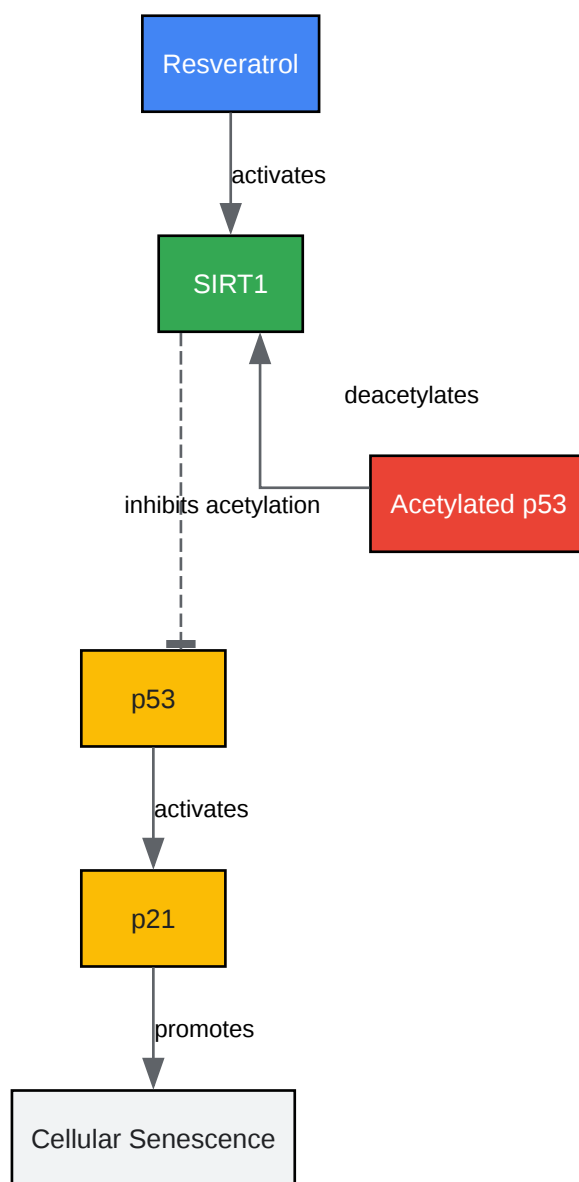 Resveratrol
activates
SIRT1
deacetylates
Acetylated p53
inhibits acetylation
p53
activates
p21
promotes
Cellular Senescence